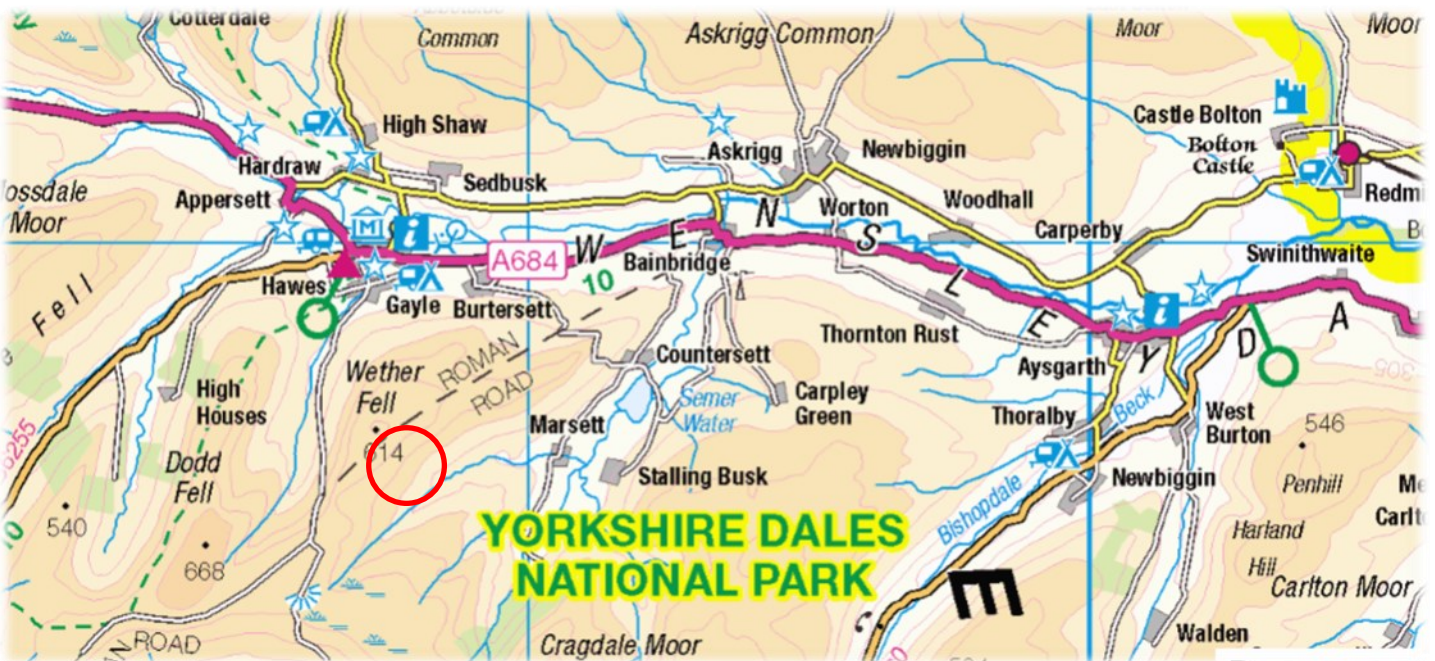 Cotterdale
Common
Askrigg Common
Moor
Moor
High Shaw
Castle Bolton
Bolton
Castle
Hardraw
Askrigg
Newbiggin
Sedbusk
Appersett
Moor
Woodhall
Worton
Redmi
Carperby
M
i
W E N S L E Y D A
A684
10
Bainbridge
Swinithwaite
Hawes
Gayle
Burtersett
Fell
Thornton Rust
ROMAN
ROAD
Countersett
Aysgarth
Wether
Fell
614
High
Houses
Semer
Water
Carpley
Green
Marsett
Thoralby
Beck
West
Burton
546
Dodd
Fell
Stalling Busk
Newbiggin
Penhill
Bishopdale
540
10
668
YORKSHIRE DALES
NATIONAL PARK
Harland
Hill
Carlton Moor
E
ROAD
Cragdale Moor
Walden
i
305